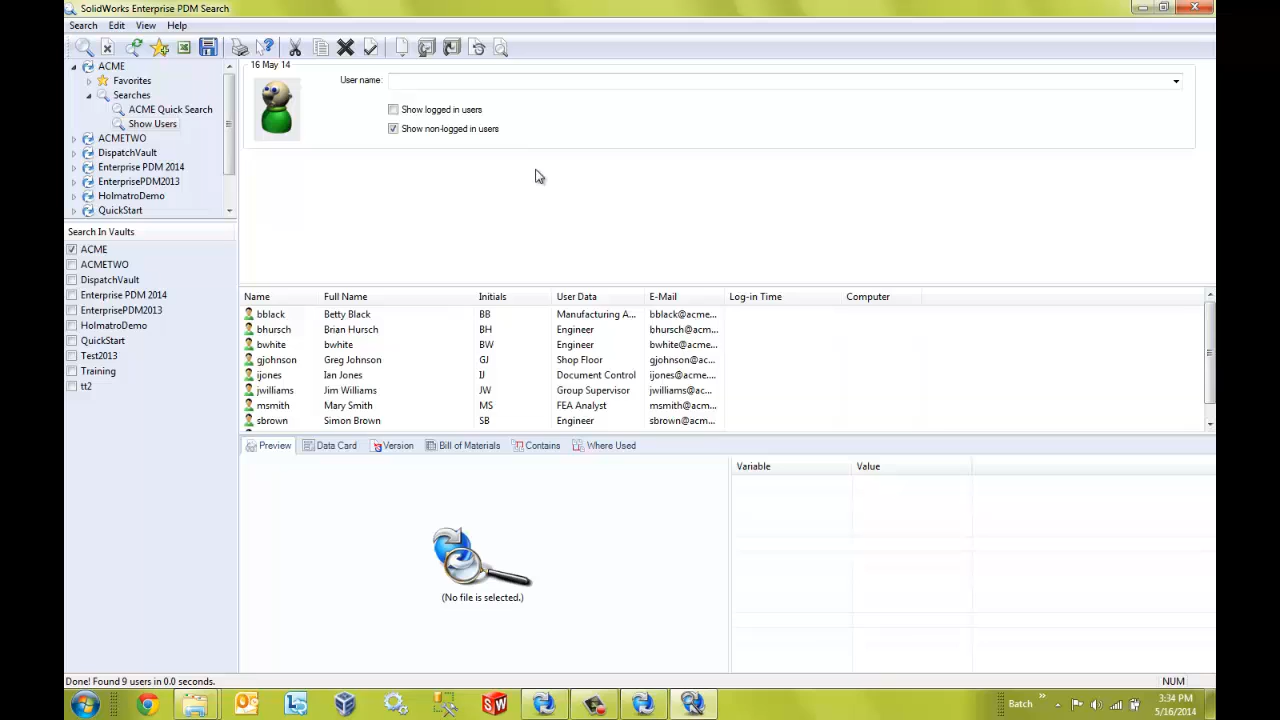 SolidWorks Enterprise PDM Search
Search Edit View Help
ACME
Favorites
Searches
ACME Quick Search
Show Users
ACMETWO
DispatchVault
Enterprise PDM 2014
EnterprisePDM2013
HolmatroDemo
QuickStart
Search In Vaults
ACME
ACMETWO
DispatchVault
Enterprise PDM 2014
EnterprisePDM2013
HolmatroDemo
QuickStart
Test2013
Training
tt2
16 May 14
User name:
Show logged in users
Show non-logged in users
Name Full Name Initials User Data E-Mail Log-in Time Computer
bblack Betty Black BB Manufacturing A... bblack@acme...
bhursch Brian Hursch BH Engineer bhursch@acm...
bwhite bwhite BW Engineer bwhite@acme...
gjohnson Greg Johnson GJ Shop Floor gjohnson@ac...
ijones Ian Jones IJ Document Control ijones@acme....
jwilliams Jim Williams JW Group Supervisor jwilliams@ac...
msmith Mary Smith MS FEA Analyst msmith@acm...
sbrown Simon Brown SB Engineer sbrown@acm...
Preview Data Card Version Bill of Materials Contains Where Used
Variable Value
(No file is selected.)
Done! Found 9 users in 0.0 seconds.
NUM
Batch
3:34 PM
5/16/2014